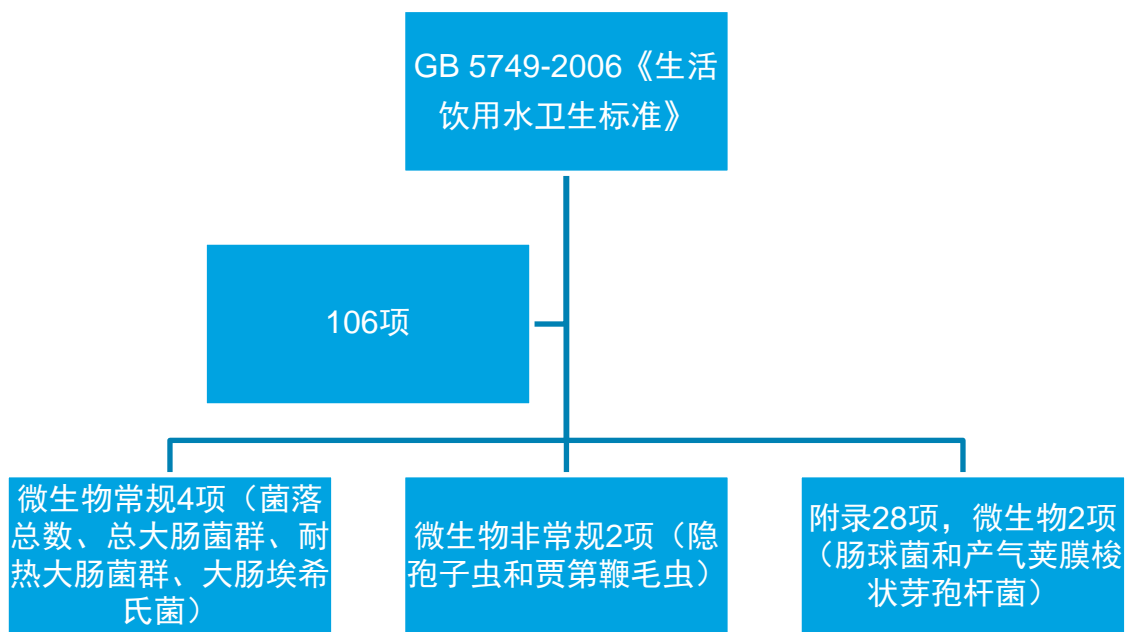 GB 5749-2006《生活
饮用水卫生标准》
106项
微生物常规4项（菌落
总数、总大肠菌群、耐
热大肠菌群、大肠埃希
氏菌）
微生物非常规2项（隐
孢子虫和贾第鞭毛虫）
附录28项，微生物2项
（肠球菌和产气荚膜梭
状芽孢杆菌）